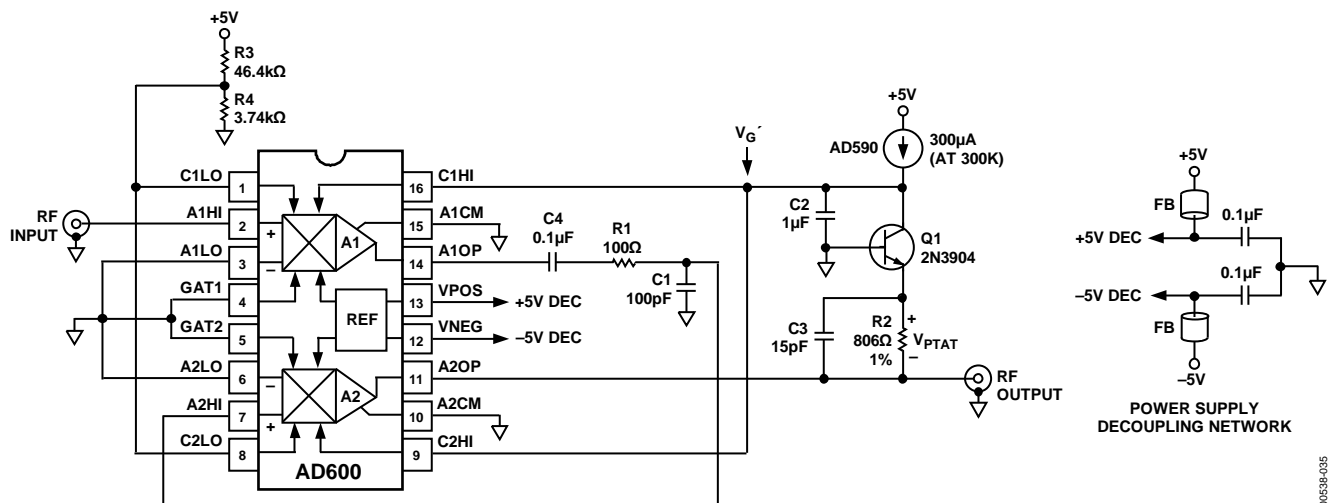 +5V
R3
46.4kΩ
R4
3.74kΩ
C1LO
1
A1HI
2
RF
INPUT
A1LO
3
GAT1
4
GAT2
5
A2LO
6
A2HI
7
C2LO
8
+
–
A1
REF
–
A2
+
AD600
16
C1HI
15
A1CM
14
A1OP
13
VPOS
12
VNEG
11
A2OP
10
A2CM
9
C2HI
+5V DEC
–5V DEC
C4
0.1µF
R1
100Ω
C1
100pF
VG´
+5V
AD590
300µA
(AT 300K)
C2
1µF
Q1
2N3904
C3
15pF
R2
806Ω
1%
+
VPTAT
–
RF
OUTPUT
+5V
FB
0.1µF
+5V DEC
0.1µF
–5V DEC
FB
–5V
POWER SUPPLY
DECOUPLING NETWORK
00538-035